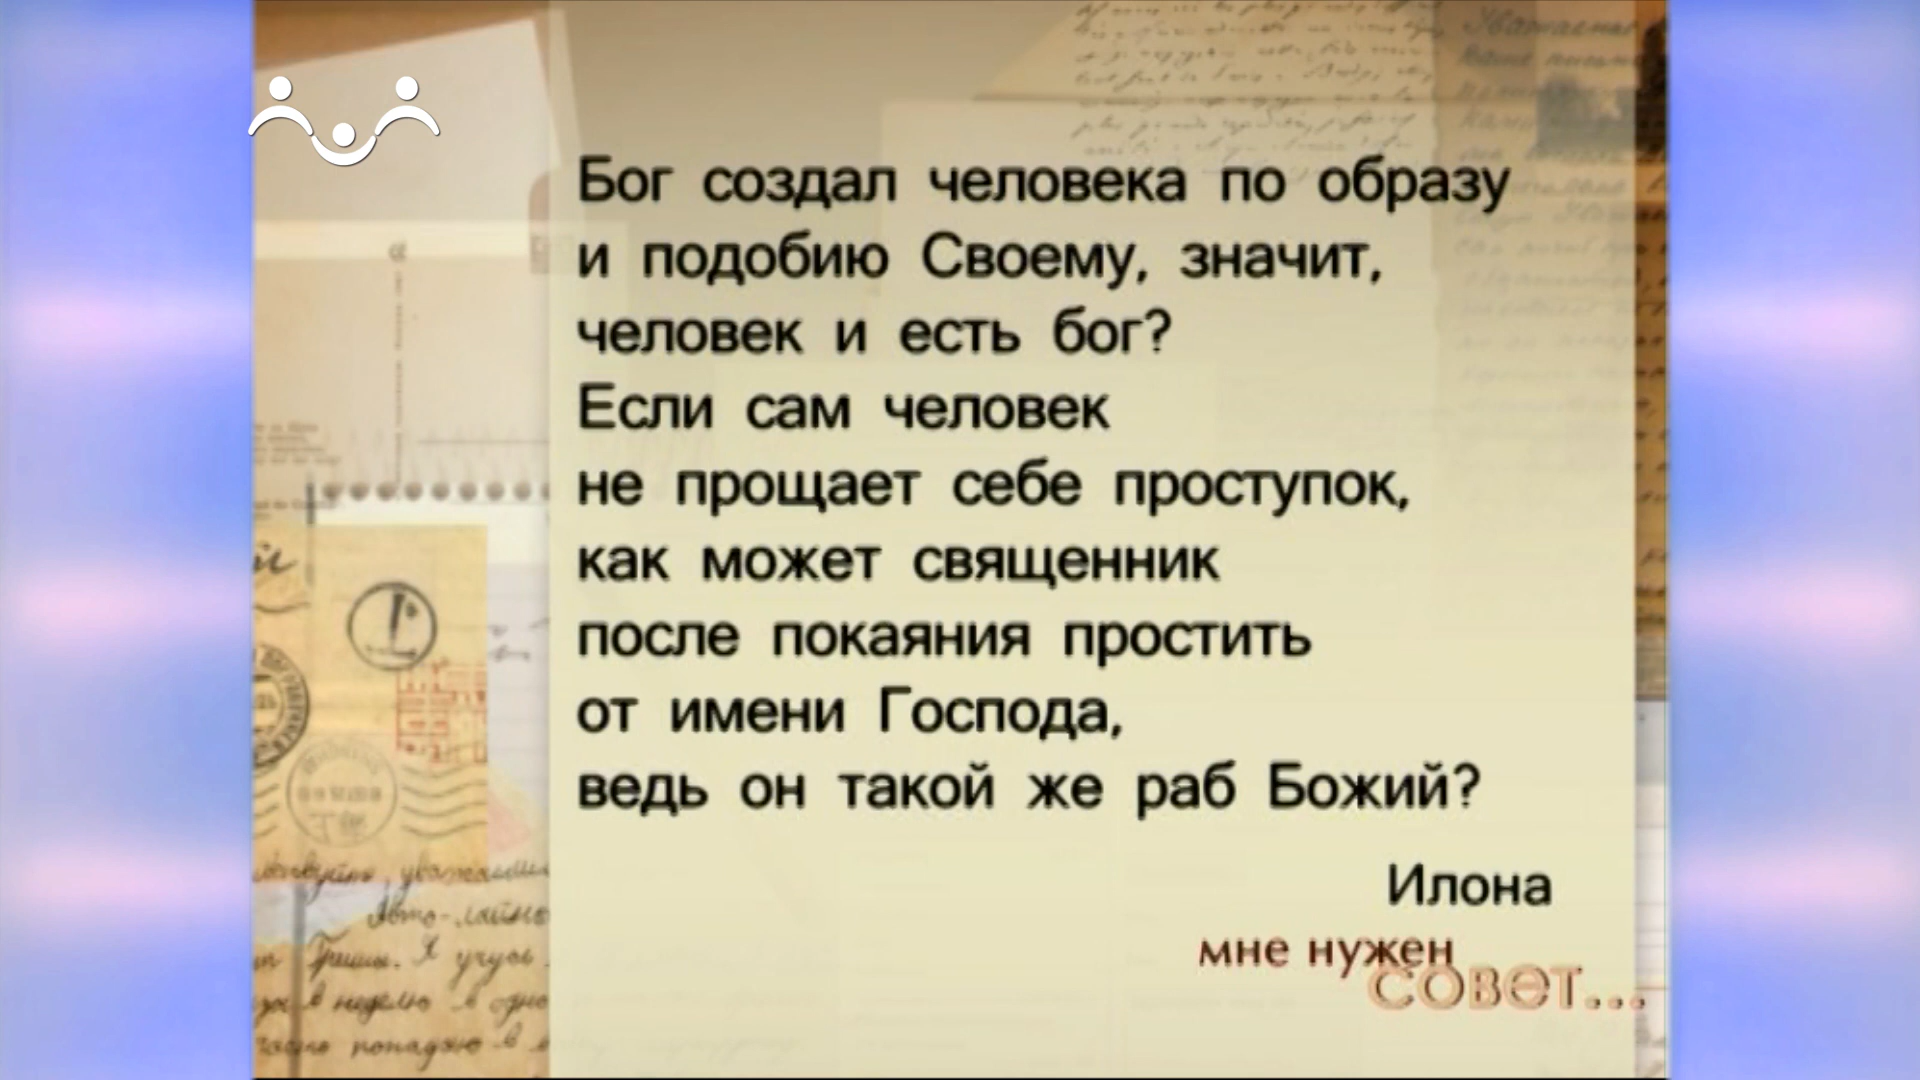 Бог создал человека по образу
и подобию Своему, значит,
человек и есть бог?
Если сам человек
не прощает себе проступок,
как может священник
после покаяния простить
от имени Господа,
ведь он такой же раб Божий?
Илона
мне нужен
совет...